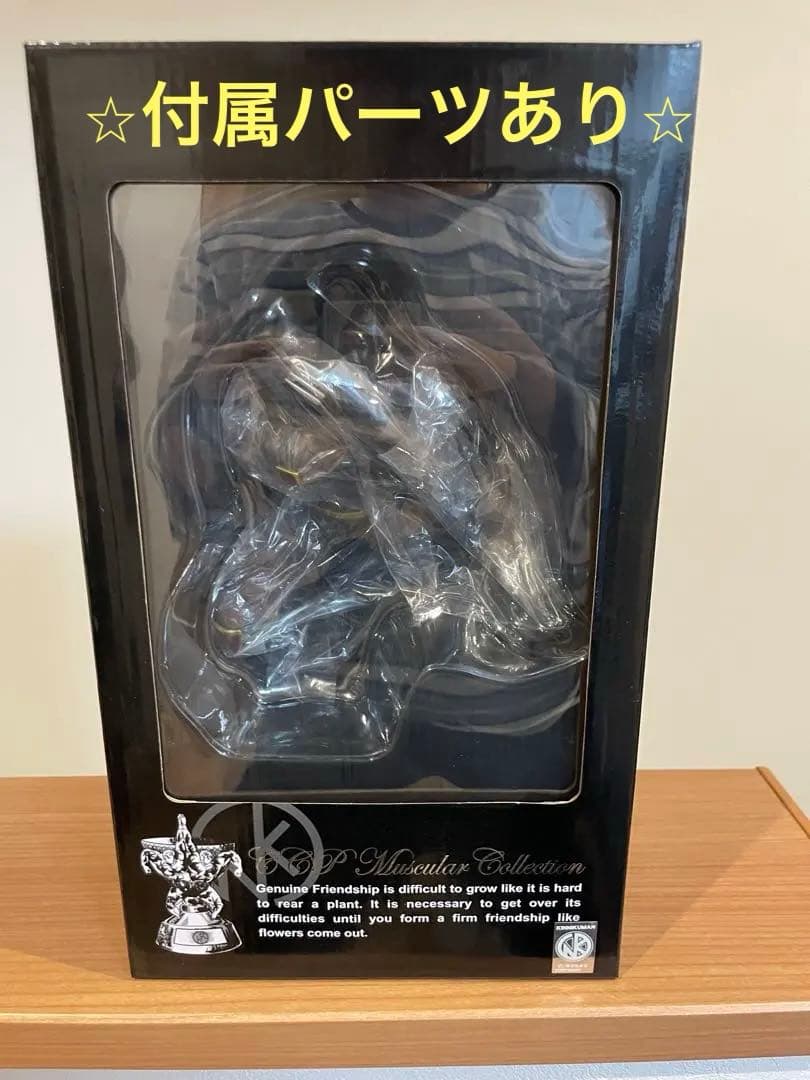 ☆付属パーツあり☆
CCP Muscular Collection
Genuine Friendship is difficult to grow like it is hard
to rear a plant. It is necessary to get over its
difficulties until you form a firm friendship like
flowers come out.